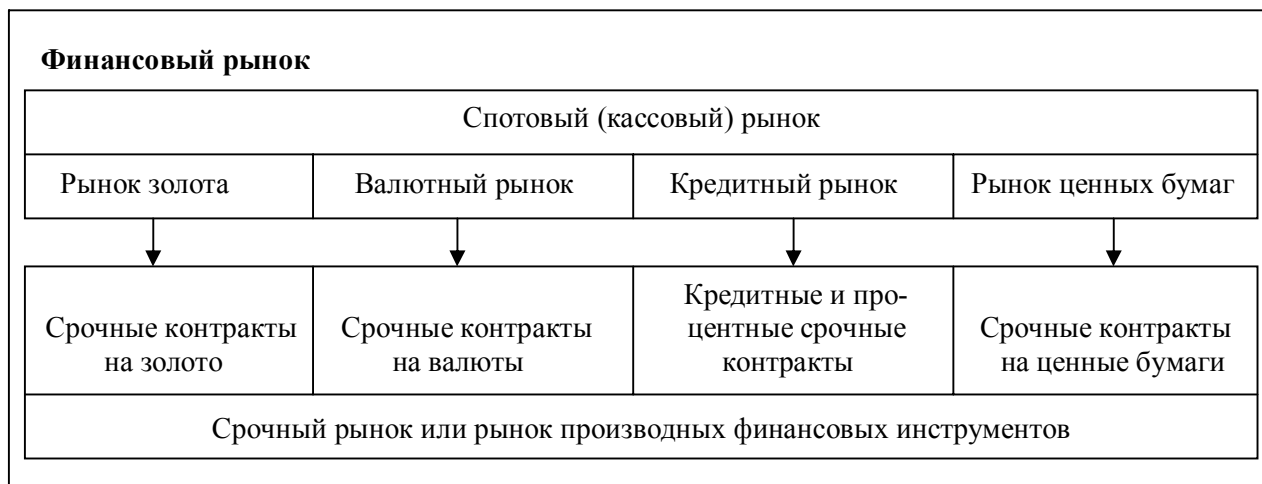 Финансовый рынок
Спотовый (кассовый) рынок
Рынок золота
Валютный рынок
Кредитный рынок
Рынок ценных бумаг
Срочные контракты
на золото
Срочные контракты
на валюты
Кредитные и про-
центные срочные
контракты
Срочные контракты
на ценные бумаги
Срочный рынок или рынок производных финансовых инструментов